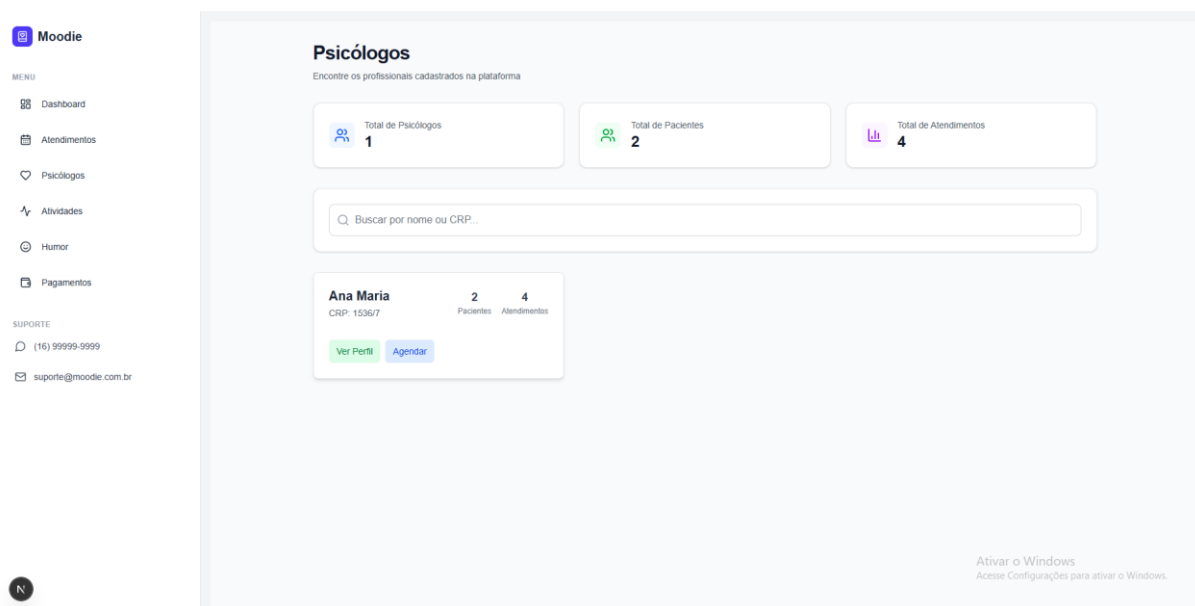 Moodie
MENU
Dashboard
Atendimentos
Psicólogos
Atividades
Humor
Pagamentos
SUPORTE
(16) 99999-9999
suporte@moodie.com.br
N
Psicólogos
Encontre os profissionais cadastrados na plataforma
Total de Psicólogos
1
Total de Pacientes
2
Total de Atendimentos
4
Buscar por nome ou CRP...
Ana Maria
CRP: 1536/7
2
Pacientes
4
Atendimentos
Ver Perfil
Agendar
Ativar o Windows
Acesse Configurações para ativar o Windows.